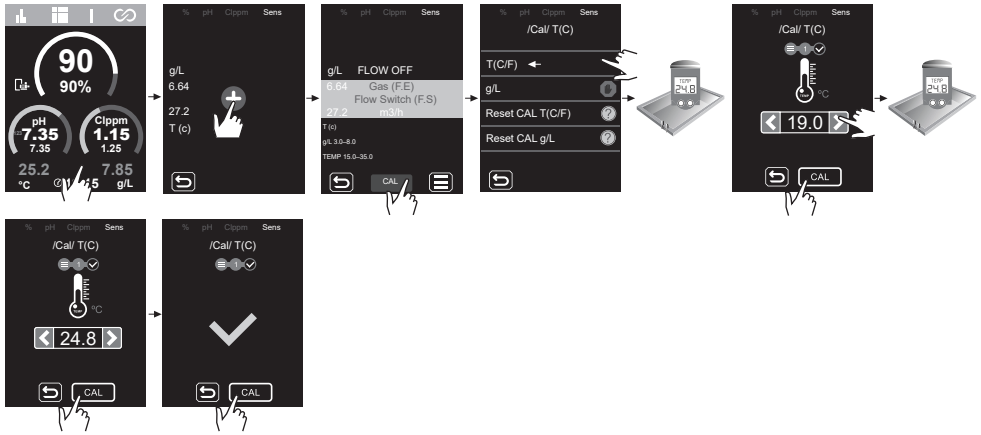 90
90%
pH
7.35
7.35
Clppm
1.15
1.25
25.2
7.85
°C
g/L
% pH Clppm Sens
g/L
6.64
27.2
T (c)
% pH Clppm Sens
g/L FLOW OFF
6.64 Gas (F.E)
Flow Switch (F.S)
27.2 m3/h
T (c)
g/L 3.0–8.0
TEMP 15.0–35.0
CAL
% pH Clppm Sens
/Cal/ T(C)
T(C/F)
g/L
Reset CAL T(C/F) ?
Reset CAL g/L ?
TEMP
24.8
% pH Clppm Sens
/Cal/ T(C)
1
TEMP
°C
19.0
CAL
TEMP
24.8
% pH Clppm Sens
/Cal/ T(C)
1
TEMP
°C
24.8
CAL
% pH Clppm Sens
/Cal/ T(C)
1
CAL